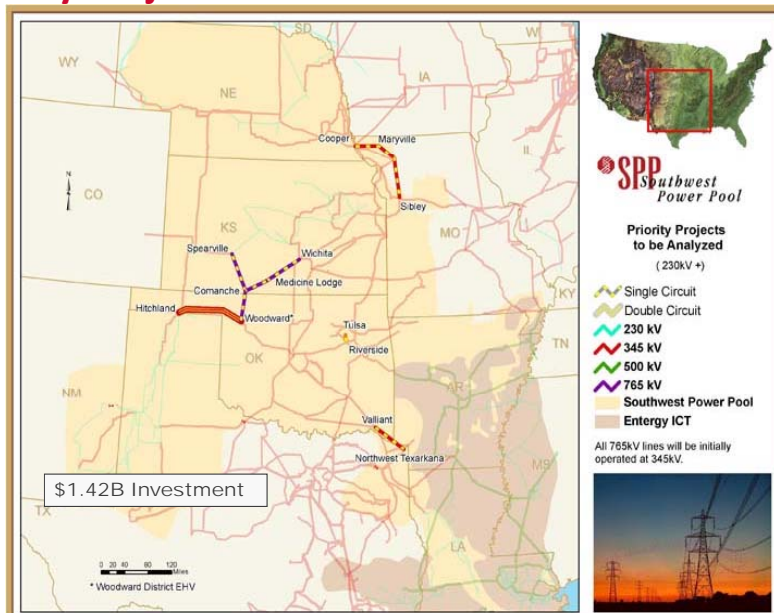 SD
WY
WI
IA
NE
Cooper
Maryville
IL
CO
Sibley
KS
MO
Spearville
Wichita
Medicine Lodge
Comanche
Hitchland
Woodward*
Tulsa
Riverside
OK
KY
TN
NM
AR
Valliant
Northwest Texarkana
MS
$1.42B Investment
TX
LA
0 20 40 80 120
Miles
* Woodward District EHV
SPP
Southwest
Power Pool
Priority Projects
to be Analyzed
( 230kV +)
Single Circuit
Double Circuit
230 kV
345 kV
500 kV
765 kV
Southwest Power Pool
Entergy ICT
All 765kV lines will be initially
operated at 345kV.